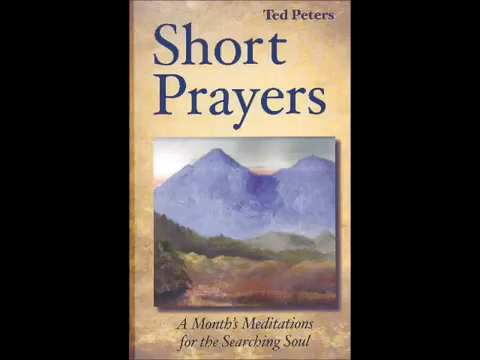 Ted Peters
Short
Prayers
A Month's Meditations
for the Searching Soul